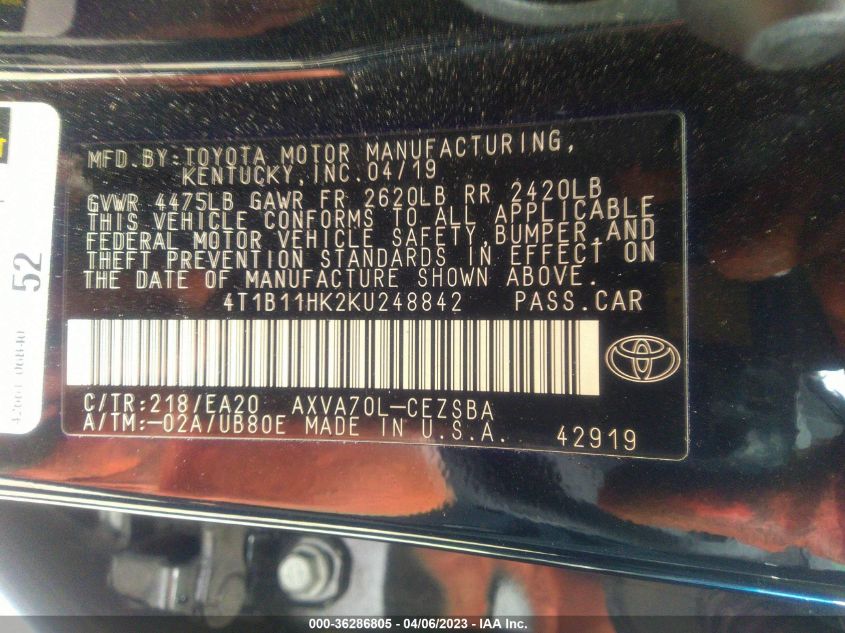 MFD.BY:TOYOTA MOTOR MANUFACTURING,
KENTUCKY,INC.04/19
GVWR 4475LB GAWR FR 2620LB RR 2420LB
THIS VEHICLE CONFORMS TO ALL APPLICABLE
FEDERAL MOTOR VEHICLE SAFETY,BUMPER,AND
THEFT PREVENTION STANDARDS IN EFFECT ON
THE DATE OF MANUFACTURE SHOWN ABOVE.
4T1B11HK2KU248842 PASS.CAR
C/TR:218/EA20 AXVA70L-CEZSBA
A/TM:-02A/UB80E MADE IN U.S.A. 42919
52
000-36286805 - 04/06/2023 - IAA Inc.